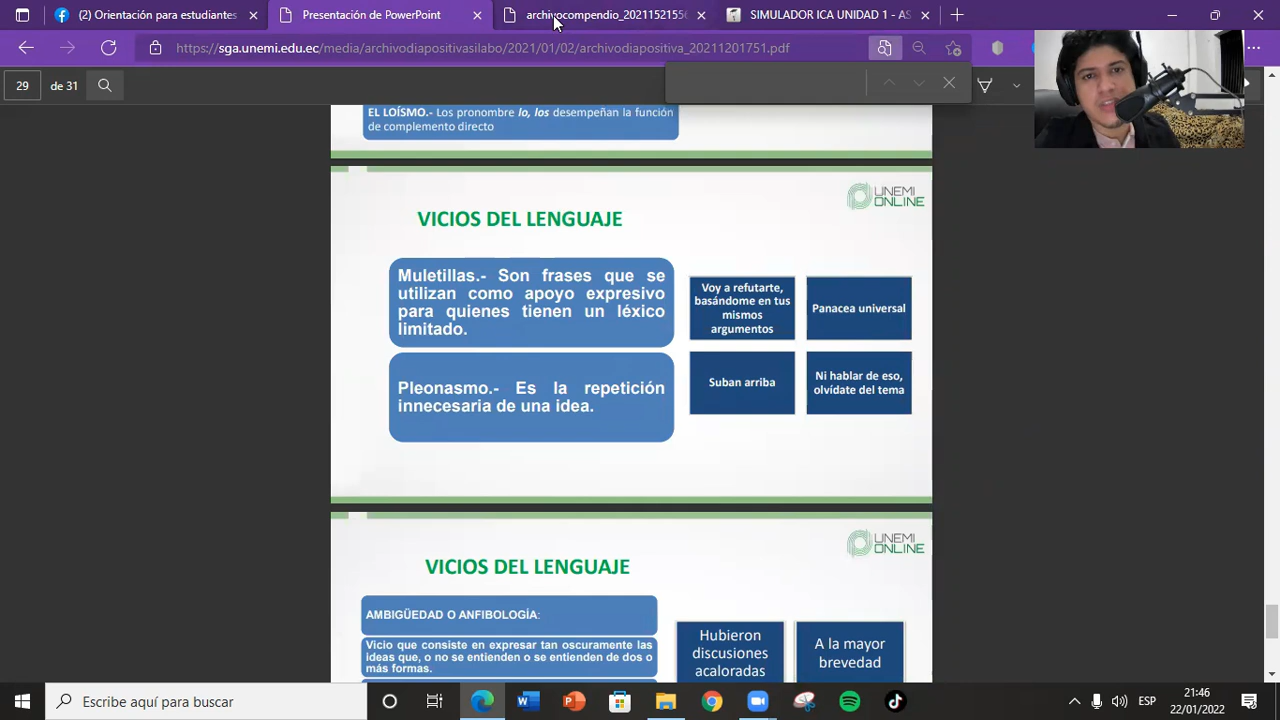 (2) Orientación para estudiantes
Presentación de PowerPoint
archivocompendio_2021152155
SIMULADOR ICA UNIDAD 1 - AS
https://sga.unemi.edu.ec/media/archivodiapositivasilabo/2021/01/02/archivodiapositiva_20211201751.pdf
29 de 31
EL LOÍSMO.- Los pronombre lo, los desempeñan la función
de complemento directo
UNEMI
ONLINE
VICIOS DEL LENGUAJE
Muletillas.- Son frases que se
utilizan como apoyo expresivo
para quienes tienen un léxico
limitado.
Voy a refutarte,
basándome en tus
mismos
argumentos
Panacea universal
Pleonasmo.- Es la repetición
innecesaria de una idea.
Suban arriba
Ni hablar de eso,
olvídate del tema
UNEMI
ONLINE
VICIOS DEL LENGUAJE
AMBIGÜEDAD O ANFIBOLOGÍA:
Vicio que consiste en expresar tan oscuramente las
ideas que, o no se entienden o se entienden de dos o
más formas.
Hubieron
discusiones
acaloradas
A la mayor
brevedad
Escribe aquí para buscar
ESP
21:46
22/01/2022